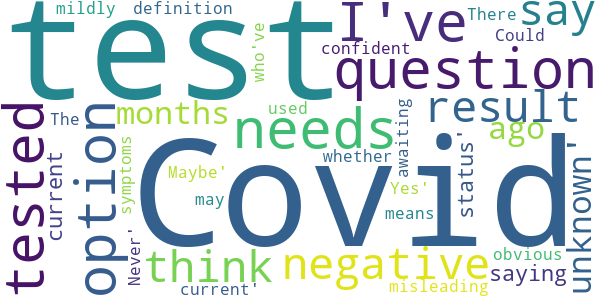 mildly definition
test
who've
I've
There say
Could
confident
question
tested
The
option
months
used
needs
awaiting
result
ago
current
symptoms
Covid
Maybe'
whether
may
Yes'
means
status'
unknown'
Never'
think
current'
negative
misleading
obvious
saying